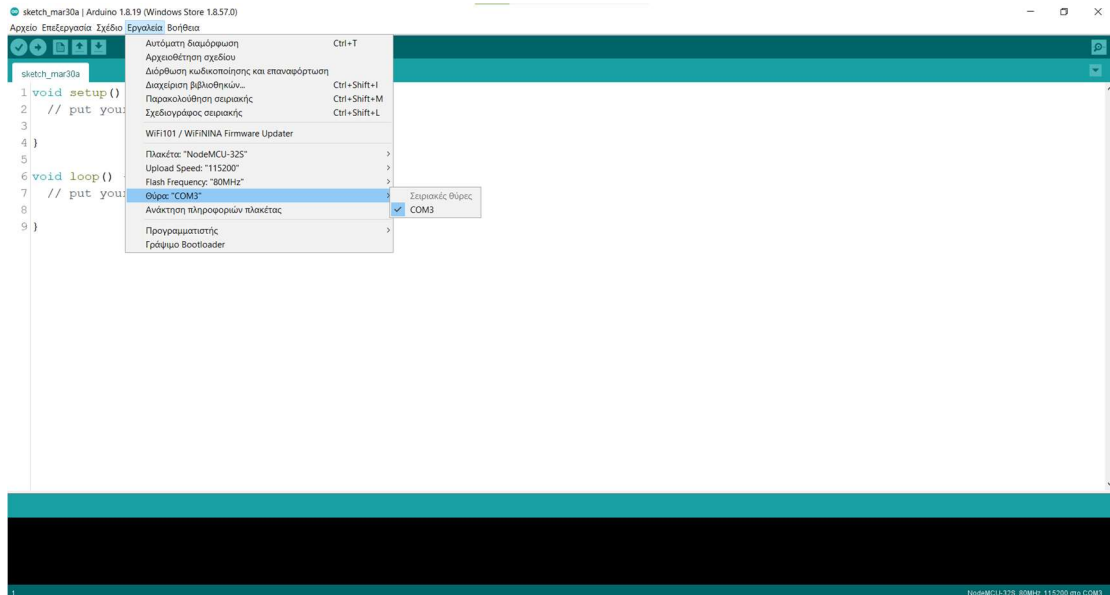 sketch_mar30a | Arduino 1.8.19 (Windows Store 1.8.57.0)
Αρχείο Επεξεργασία Σχέδιο Εργαλεία Βοήθεια
sketch_mar30a
Αυτόματη διαμόρφωση Ctrl+T
Αρχειοθέτηση σχεδίου
Διόρθωση κωδικοποίησης και επαναφόρτωση
Διαχείριση βιβλιοθηκών... Ctrl+Shift+I
Παρακολούθηση σειριακής Ctrl+Shift+M
Σχεδιογράφος σειριακής Ctrl+Shift+L
WiFi101 / WiFiNINA Firmware Updater
Πλακέτα: "NodeMCU-32S"
Upload Speed: "115200"
Flash Frequency: "80MHz"
Θύρα: "COM3"
Ανάκτηση πληροφοριών πλακέτας
Προγραμματιστής
Γράψιμο Bootloader
Σειριακές θύρες
COM3
1 void setup()
2 // put your
3
4 }
5
6 void loop()
7 // put your
8
9 }
1
NodeMCU-32S, 80MHz, 115200 στο COM3